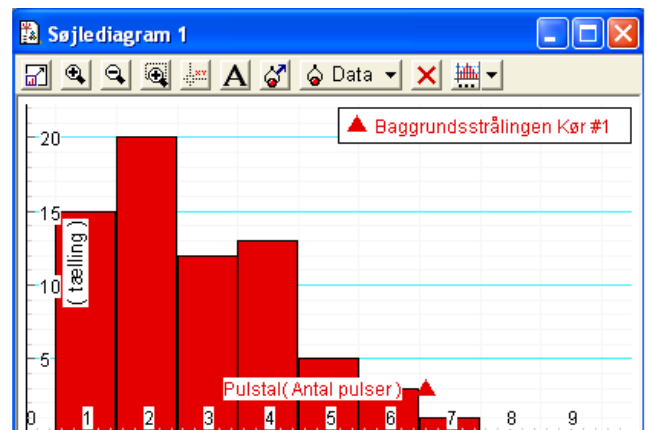 Søjlediagram 1
A Data
Baggrundsstrålingen Kør #1
20
15
( tælling )
10
5
Pulstal( Antal pulser )
0 1 2 3 4 5 6 7 8 9